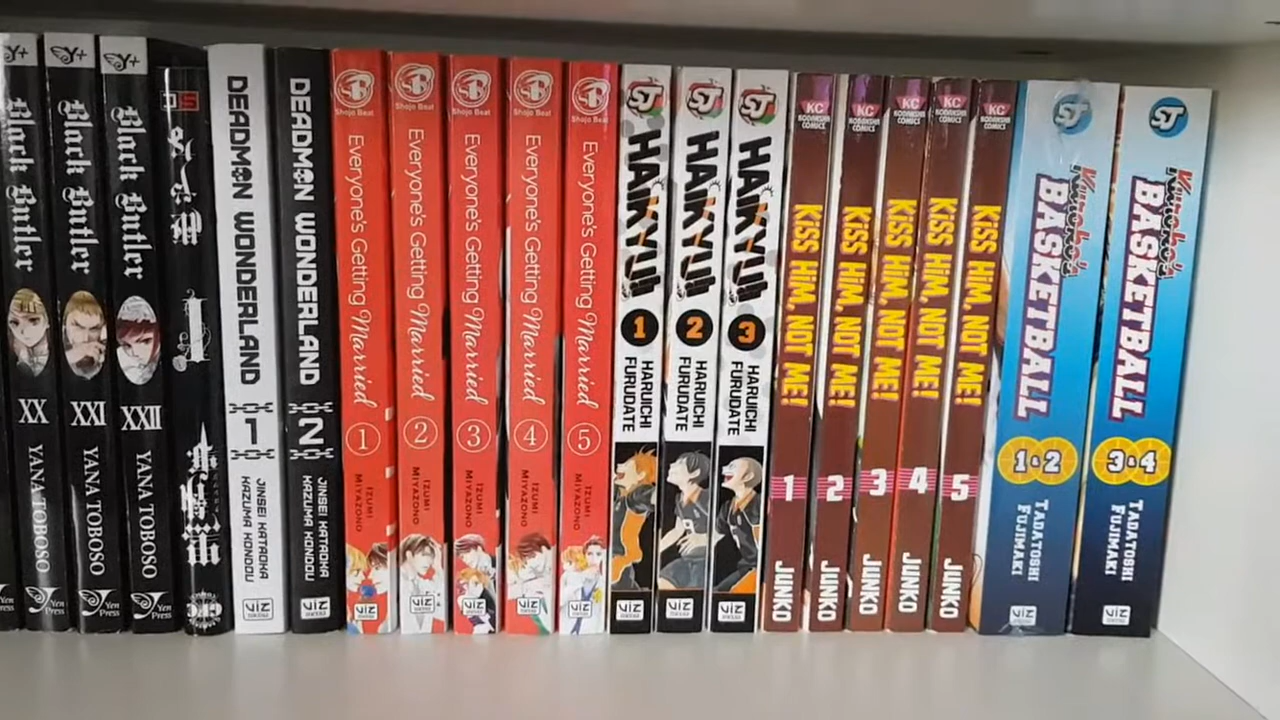 Y+
Black Butler
XX
YANA TOBOSO
Yen Press
Y+
Black Butler
XXI
YANA TOBOSO
Yen Press
Y+
Black Butler
XXII
YANA TOBOSO
Yen Press
DEADMAN WONDERLAND
1
JINSEI KATAOKA
KAZUMA KONDOU
VIZ
DEADMAN WONDERLAND
2
JINSEI KATAOKA
KAZUMA KONDOU
VIZ
Shojo Beat
Everyone's Getting Married
1
IZUMI MIYAZONO
VIZ
Shojo Beat
Everyone's Getting Married
2
IZUMI MIYAZONO
VIZ
Shojo Beat
Everyone's Getting Married
3
IZUMI MIYAZONO
VIZ
Shojo Beat
Everyone's Getting Married
4
IZUMI MIYAZONO
VIZ
Shojo Beat
Everyone's Getting Married
5
IZUMI MIYAZONO
VIZ
SJ
HAIKYU!!
1
HARUICHI
FURUDATE
VIZ
SJ
HAIKYU!!
2
HARUICHI
FURUDATE
VIZ
SJ
HAIKYU!!
3
HARUICHI
FURUDATE
VIZ
KC
KODANSHA
COMICS
KISS HIM, NOT ME!
1
JUNKO
KC
KODANSHA
COMICS
KISS HIM, NOT ME!
2
JUNKO
KC
KODANSHA
COMICS
KISS HIM, NOT ME!
3
JUNKO
KC
KODANSHA
COMICS
KISS HIM, NOT ME!
4
JUNKO
KC
KODANSHA
COMICS
KISS HIM, NOT ME!
5
JUNKO
SJ
Kuroko's
BASKETBALL
1&2
TADATOSHI
FUJIMAKI
VIZ
SJ
Kuroko's
BASKETBALL
3&4
TADATOSHI
FUJIMAKI
VIZ